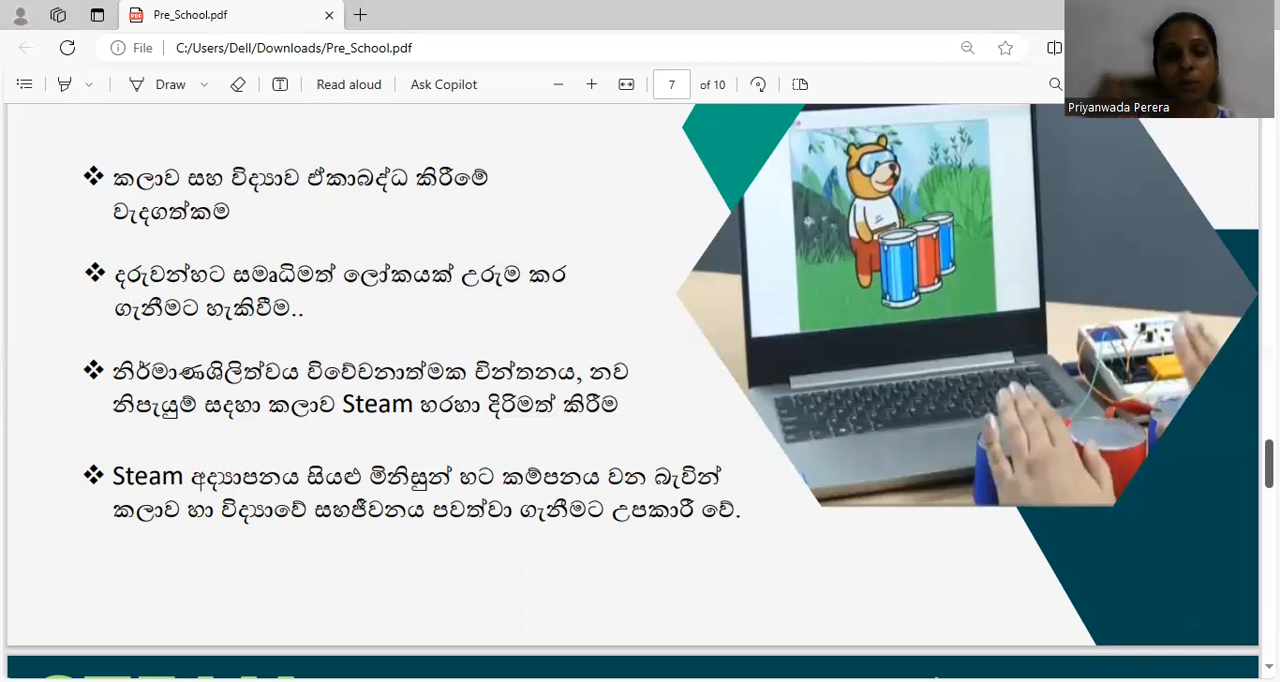 Pre_School.pdf
File
C:/Users/Dell/Downloads/Pre_School.pdf
Draw
Read aloud
Ask Copilot
7
of 10
Priyanwada Perera
❖ කලාව සහ විද්‍යාව ඒකාබද්ධ කිරීමේ
වැදගත්කම
❖ දරුවන්හට සමෘධිමත් ලෝකයක් උරුම කර
ගැනීමට හැකිවීම..
❖ නිර්මාණශිලිත්වය විවේචනාත්මක චින්තනය, නව
නිපැයුම් සදහා කලාව Steam හරහා දිරිමත් කිරීම
❖ Steam අද්‍යාපනය සියළු මිනිසුන් හට කම්පනය වන බැවින්
කලාව හා විද්‍යාවේ සහජීවනය පවත්වා ගැනීමට උපකාරී වේ.